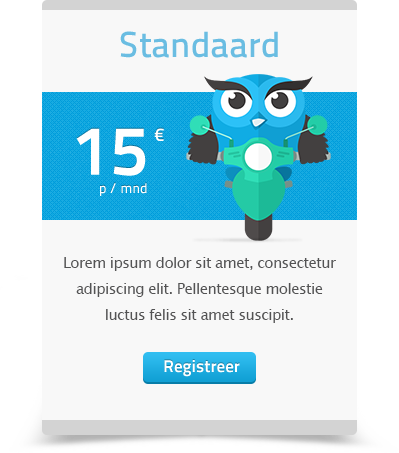 Standaard
15 €
p / mnd
Lorem ipsum dolor sit amet, consectetur
adipiscing elit. Pellentesque molestie
luctus felis sit amet suscipit.
Registreer